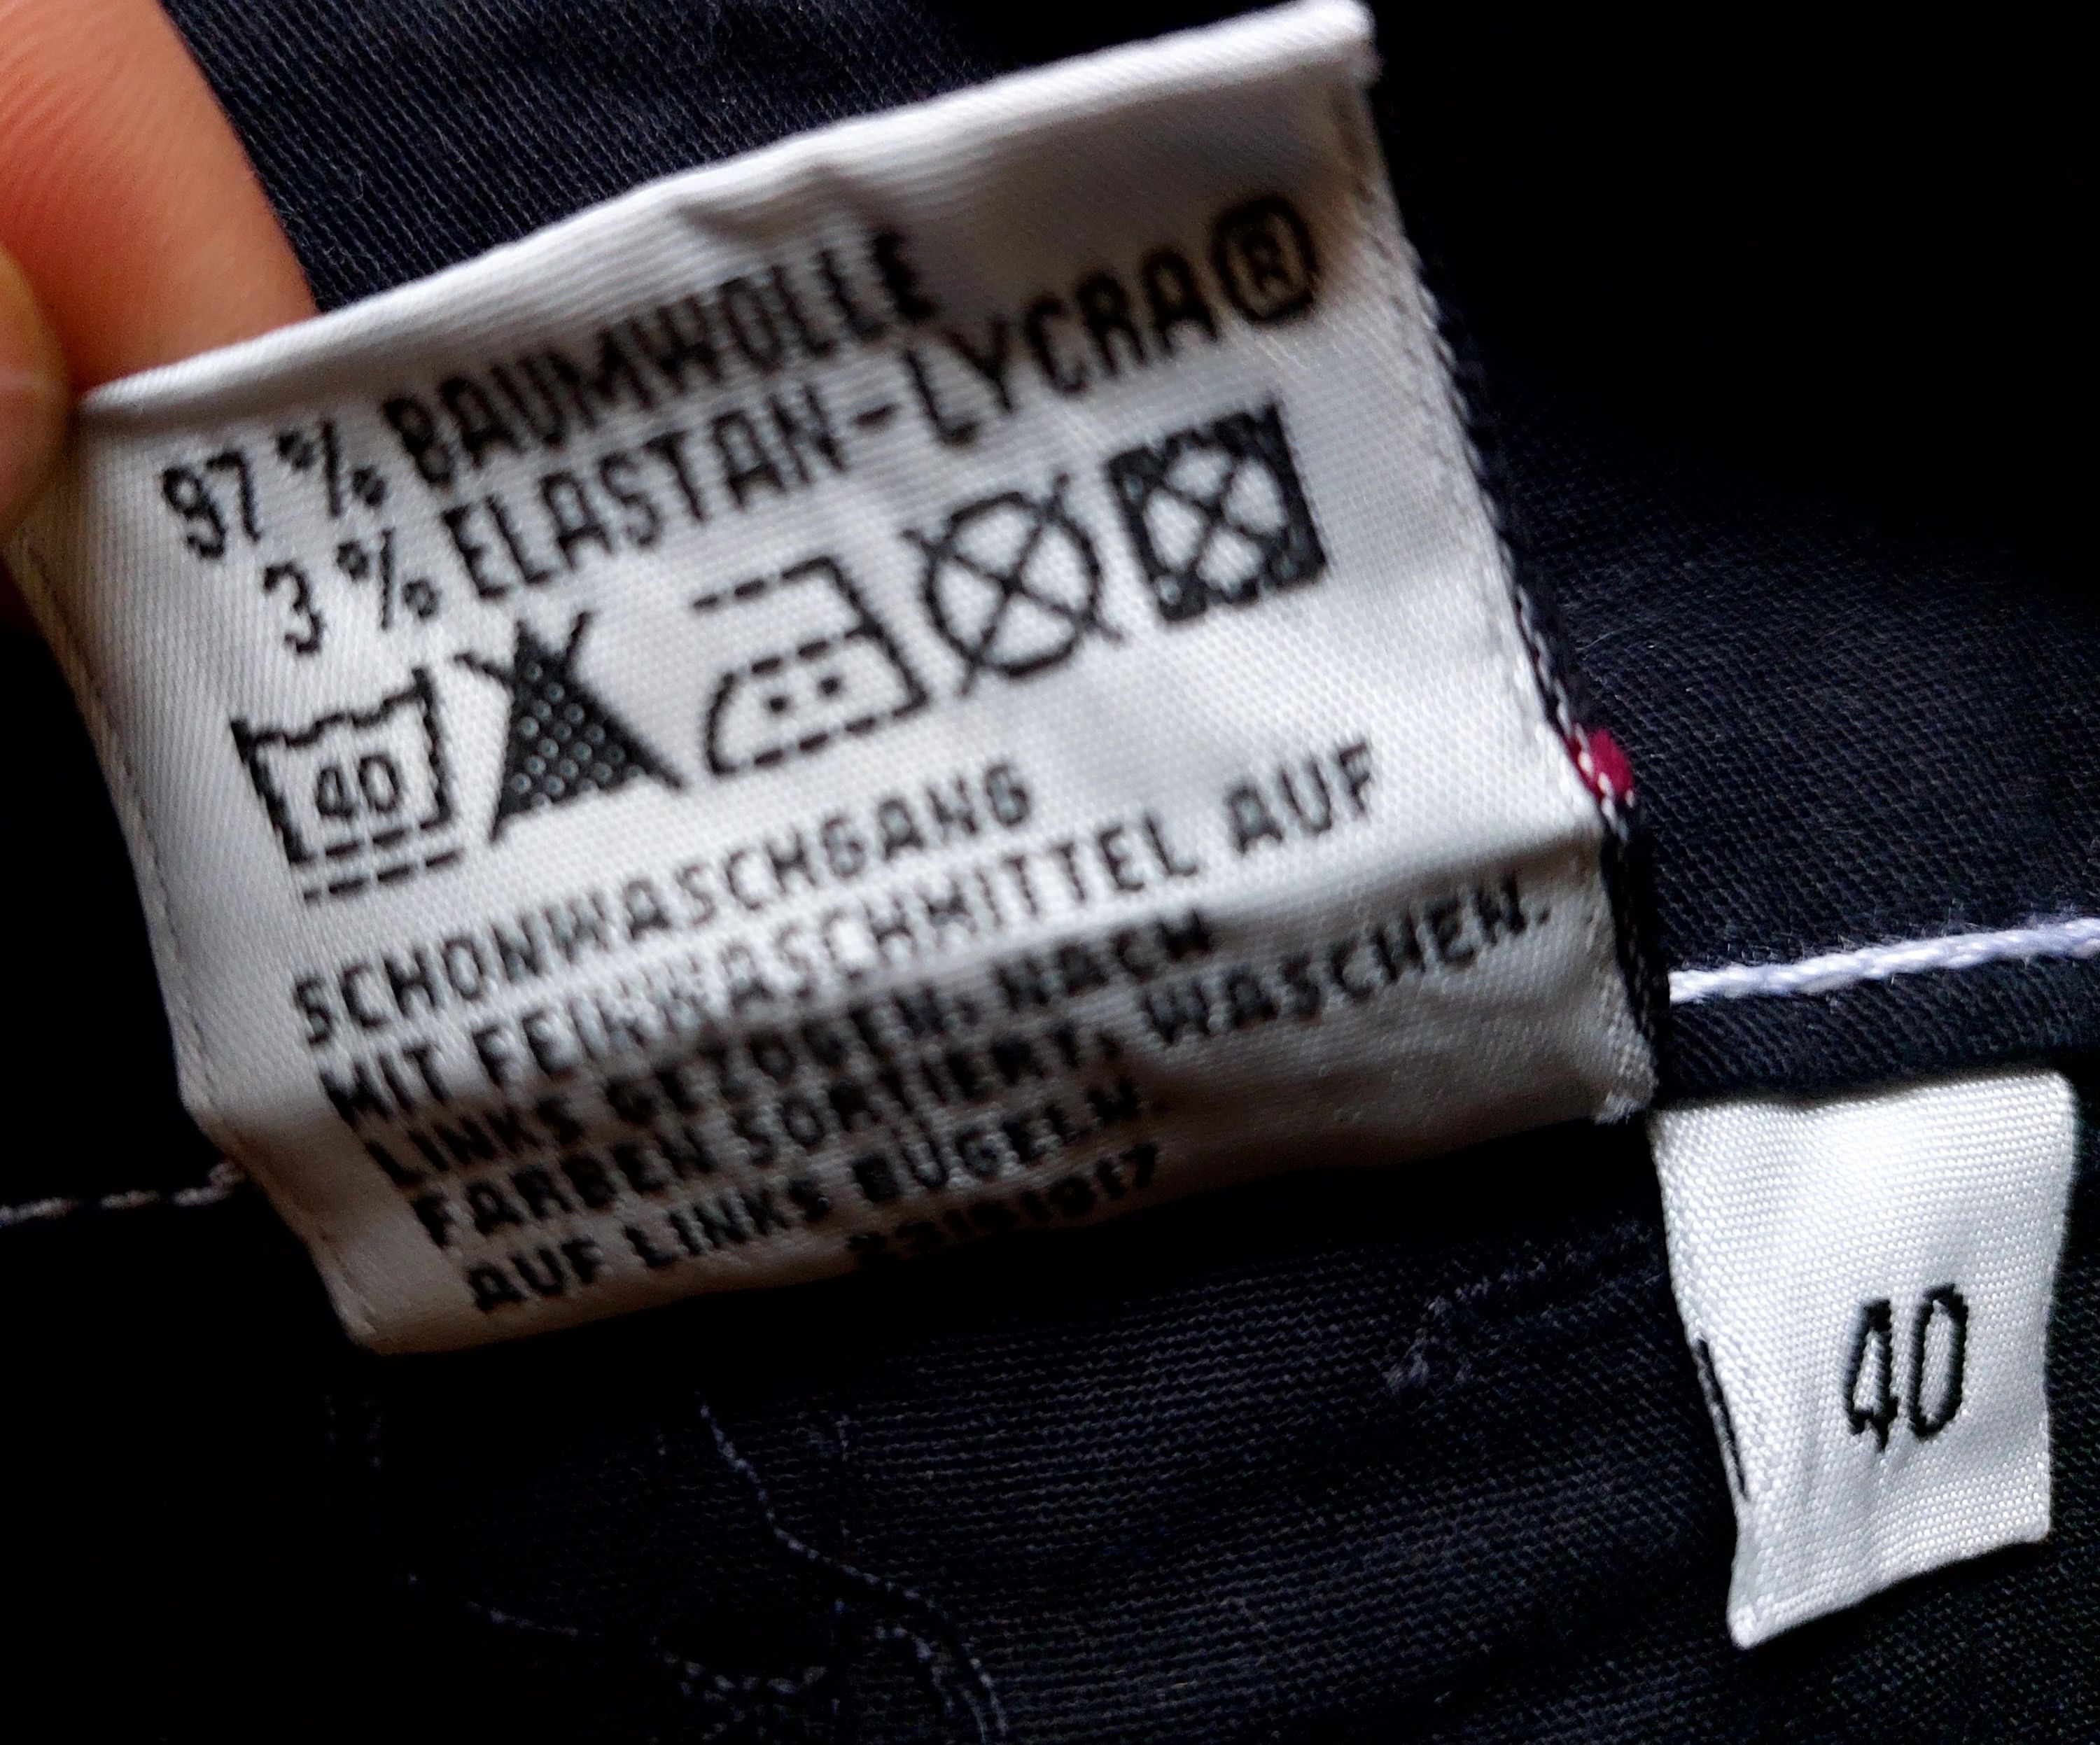 97 % BAUMWOLLE
3 % ELASTAN-LYCRA®
40
SCHONWASCHGANG
MIT FEINWASCHMITTEL AUF
LINKS GEZOGEN, NACH
FARBEN SORTIERT, WASCHEN.
AUF LINKS BÜGELN.
40